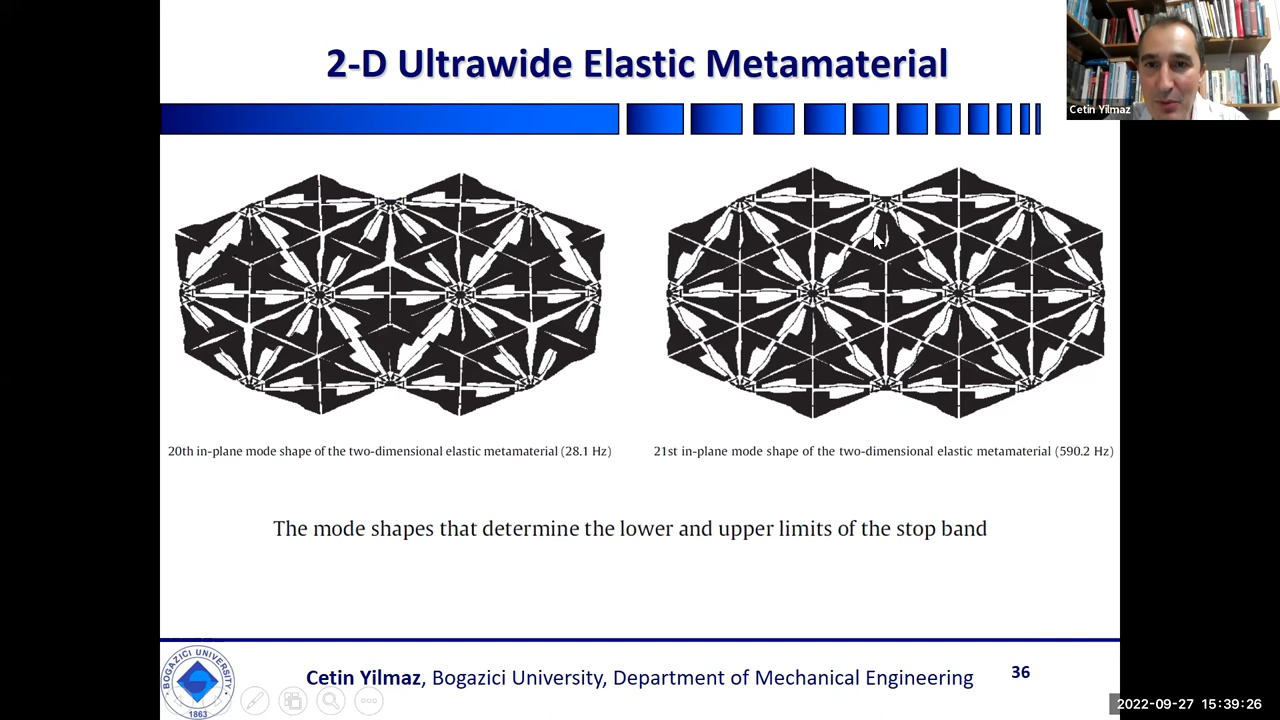 2-D Ultrawide Elastic Metamaterial
Cetin Yilmaz
20th in-plane mode shape of the two-dimensional elastic metamaterial (28.1 Hz)
21st in-plane mode shape of the two-dimensional elastic metamaterial (590.2 Hz)
The mode shapes that determine the lower and upper limits of the stop band
BOGAZICI UNIVERSITY
1863
Cetin Yilmaz, Bogazici University, Department of Mechanical Engineering
36
2022-09-27 15:39:26